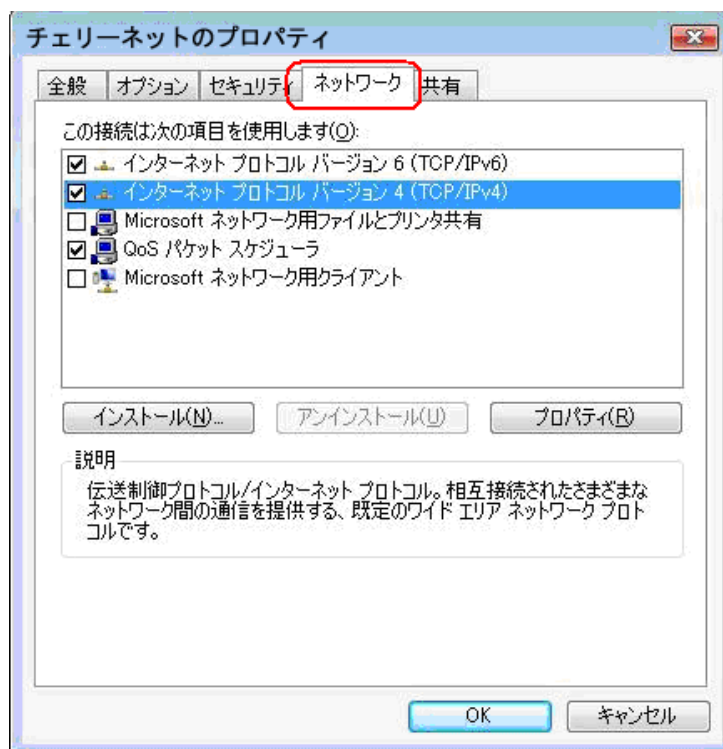 チェリーネットのプロパティ
全般 オプション セキュリティ ネットワーク 共有
この接続は次の項目を使用します(O):
インターネット プロトコル バージョン 6 (TCP/IPv6)
インターネット プロトコル バージョン 4 (TCP/IPv4)
Microsoft ネットワーク用ファイルとプリンタ共有
QoS パケット スケジューラ
Microsoft ネットワーク用クライアント
インストール(N)... アンインストール(U) プロパティ(R)
説明
伝送制御プロトコル/インターネット プロトコル。相互接続されたさまざまな
ネットワーク間の通信を提供する、既定のワイド エリア ネットワーク プロト
コルです。
OK キャンセル